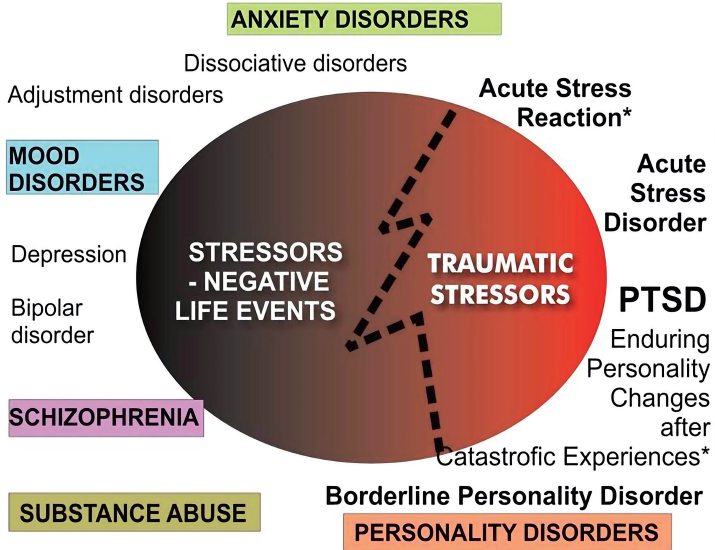 ANXIETY DISORDERS
Dissociative disorders
Adjustment disorders
Acute Stress
Reaction*
MOOD
DISORDERS
Acute
Stress
Disorder
Depression
Bipolar
disorder
STRESSORS
- NEGATIVE
LIFE EVENTS
TRAUMATIC
STRESSORS
PTSD
Enduring
Personality
Changes
after
Catastrofic Experiences*
SCHIZOPHRENIA
Borderline Personality Disorder
SUBSTANCE ABUSE
PERSONALITY DISORDERS